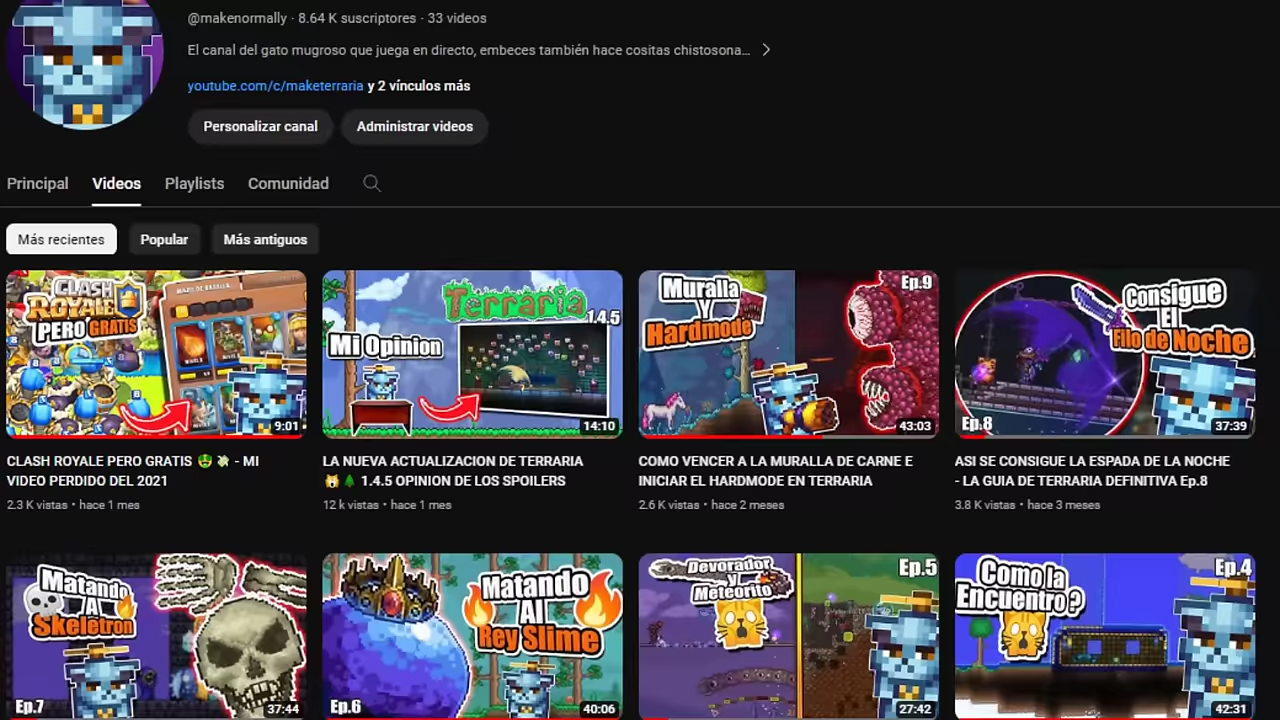 @makenormally · 8.64 K suscriptores · 33 videos
El canal del gato mugroso que juega en directo, embeces también hace cositas chistosona...
youtube.com/c/maketerraria y 2 vínculos más
Personalizar canal Administrar videos
Principal Videos Playlists Comunidad
Más recientes Popular Más antiguos
CLASH
ROYALE
PERO GRATIS
MAZO DE BATALLA
9:01
Terraria
1.4.5
Mi Opinion
14:10
Muralla
Y
Hardmode
Ep.9
43:03
Consigue
El
Filo de Noche
Ep.8
37:39
CLASH ROYALE PERO GRATIS 🤑 💸 - MI
VIDEO PERDIDO DEL 2021
2.3 K vistas · hace 1 mes
LA NUEVA ACTUALIZACION DE TERRARIA
🙀🌲 1.4.5 OPINION DE LOS SPOILERS
12 k vistas · hace 1 mes
COMO VENCER A LA MURALLA DE CARNE E
INICIAR EL HARDMODE EN TERRARIA
2.6 K vistas · hace 2 meses
ASI SE CONSIGUE LA ESPADA DE LA NOCHE
- LA GUIA DE TERRARIA DEFINITIVA Ep.8
3.8 K vistas · hace 3 meses
Matando
Al
Skeletron
Ep.7
37:44
Matando
Al
Rey Slime
Ep.6
40:06
Devorador
y
Meteorito
Ep.5
27:42
Como la
Encuentro?
Ep.4
42:31